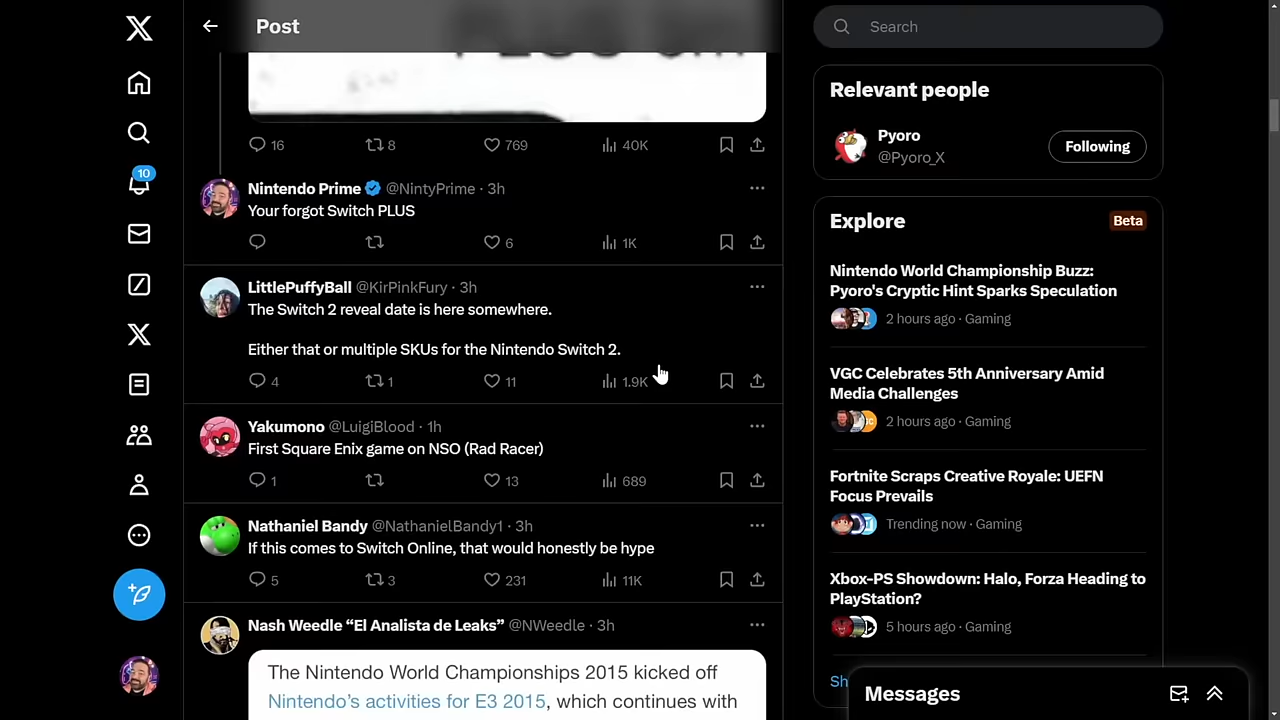 Post
16 8 769 40K
Nintendo Prime @NintyPrime · 3h
Your forgot Switch PLUS
6 1K
LittlePuffyBall @KirPinkFury · 3h
The Switch 2 reveal date is here somewhere.
Either that or multiple SKUs for the Nintendo Switch 2.
4 1 11 1.9K
Yakumono @LuigiBlood · 1h
First Square Enix game on NSO (Rad Racer)
1 13 689
Nathaniel Bandy @NathanielBandy1 · 3h
If this comes to Switch Online, that would honestly be hype
5 3 231 11K
Nash Weedle “El Analista de Leaks” @NWeedle · 3h
The Nintendo World Championships 2015 kicked off
Nintendo’s activities for E3 2015, which continues with
10
Search
Relevant people
Pyoro
@Pyoro_X
Following
Explore
Beta
Nintendo World Championship Buzz:
Pyoro's Cryptic Hint Sparks Speculation
2 hours ago · Gaming
VGC Celebrates 5th Anniversary Amid
Media Challenges
2 hours ago · Gaming
Fortnite Scraps Creative Royale: UEFN
Focus Prevails
Trending now · Gaming
Xbox-PS Showdown: Halo, Forza Heading to
PlayStation?
5 hours ago · Gaming
Sh
Messages